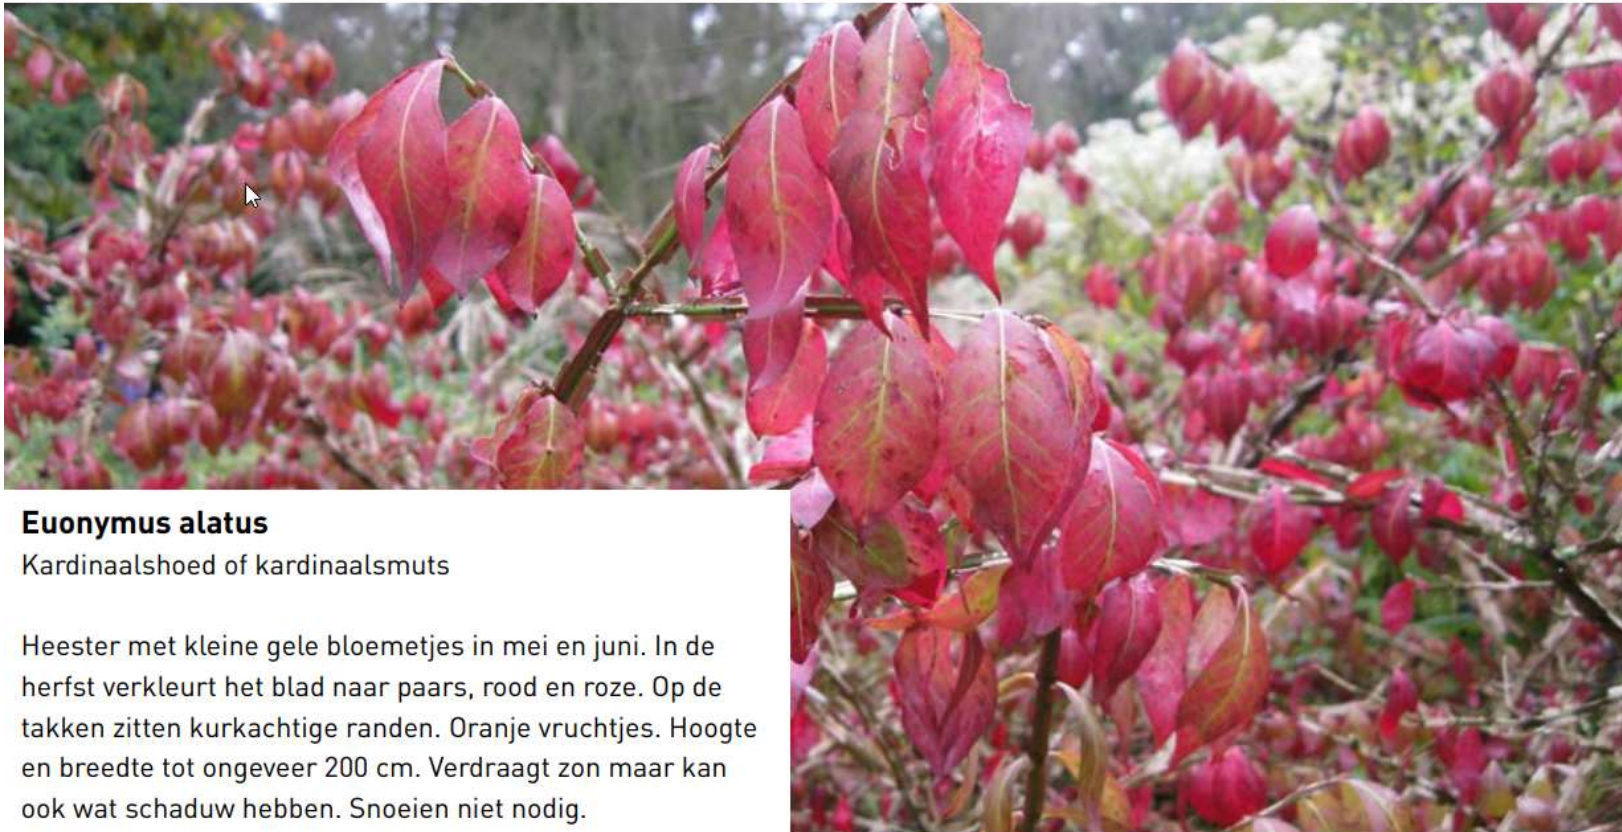 Euonymus alatus
Kardinaalshoed of kardinaalsmuts
Heester met kleine gele bloemetjes in mei en juni. In de
herfst verkleurt het blad naar paars, rood en roze. Op de
takken zitten kurkachtige randen. Oranje vruchtjes. Hoogte
en breedte tot ongeveer 200 cm. Verdraagt zon maar kan
ook wat schaduw hebben. Snoeien niet nodig.